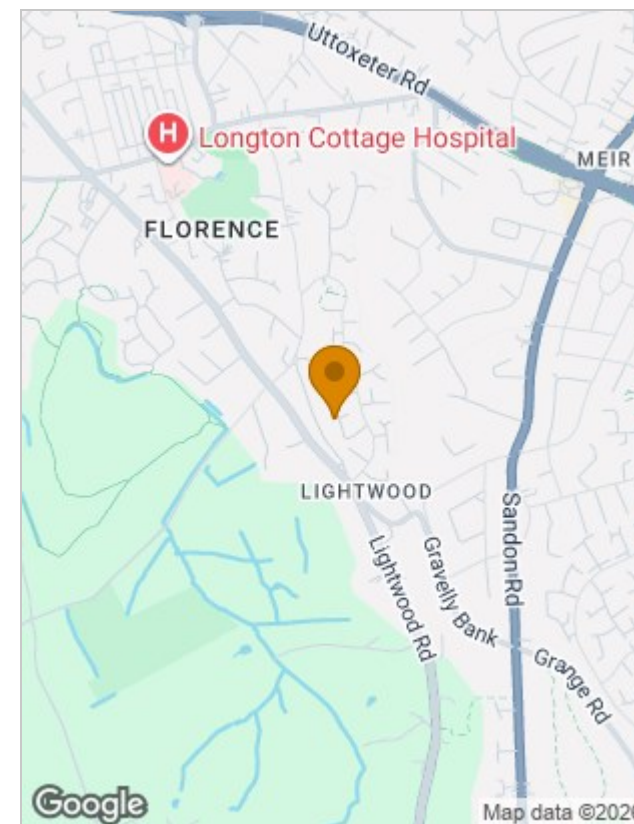 Uttoxeter Rd
H
Longton Cottage Hospital
MEIR
FLORENCE
LIGHTWOOD
Sandon Rd
Gravelly Bank
Lightwood Rd
Grange Rd
Google
Map data ©2020